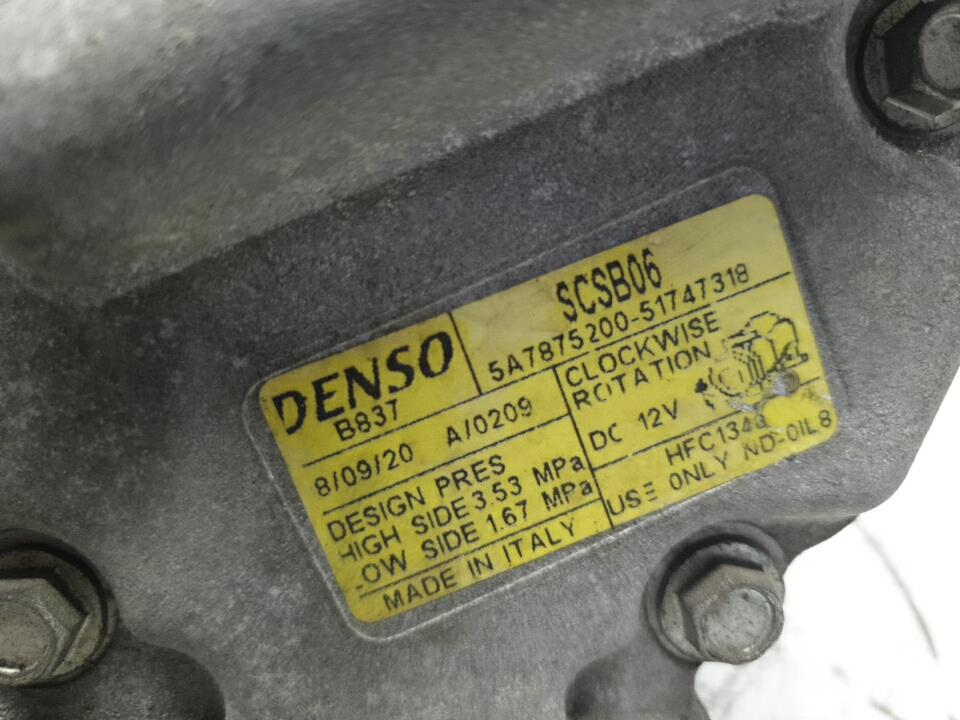 DENSO
SCSB06
B837
5A7875200-51747318
8/09/20 A/0209
CLOCKWISE
ROTATION
DESIGN PRES
HIGH SIDE 3.53 MPa
LOW SIDE 1.67 MPa
DC 12V
HFC134a
USE ONLY ND-OIL8
MADE IN ITALY